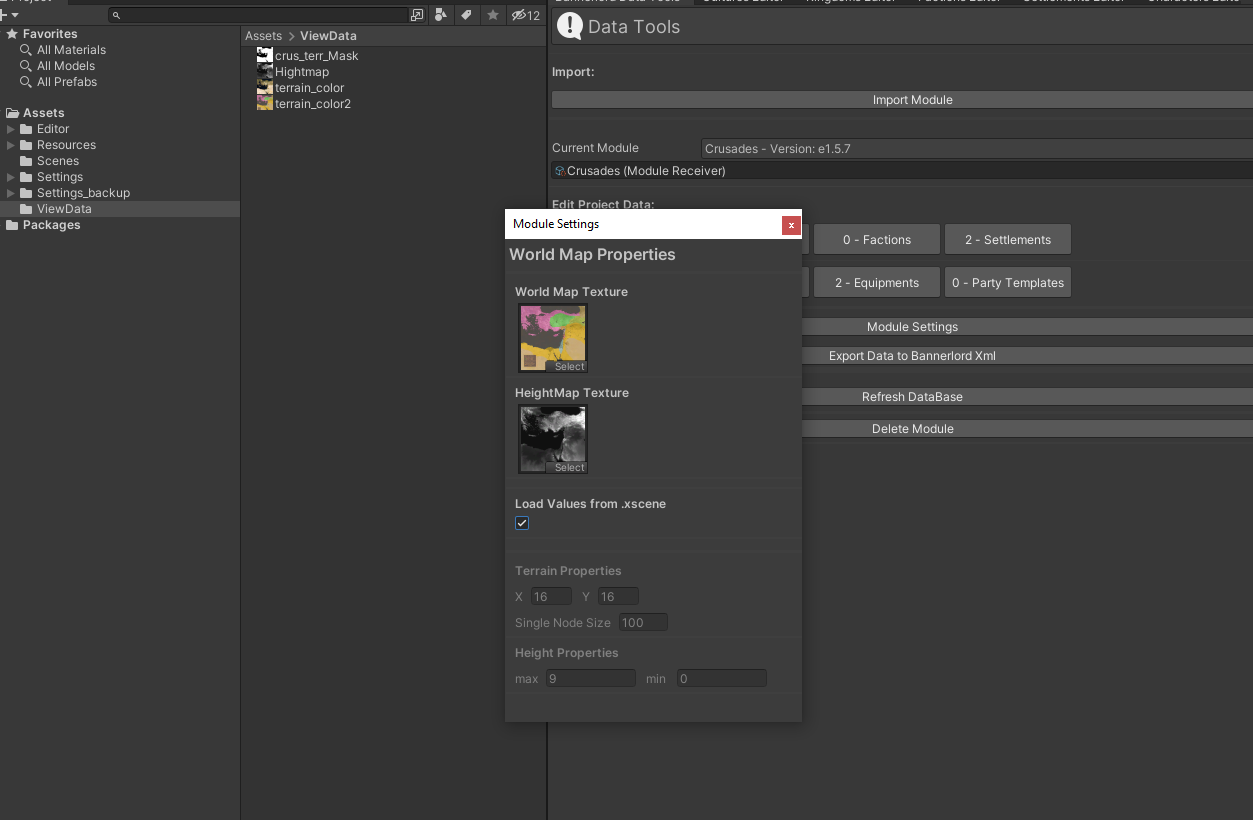 12
Favorites
All Materials
All Models
All Prefabs
Assets
Editor
Resources
Scenes
Settings
Settings_backup
ViewData
Packages
Assets > ViewData
crus_terr_Mask
Hightmap
terrain_color
terrain_color2
Data Tools
Import:
Import Module
Current Module
Crusades - Version: e1.5.7
Crusades (Module Receiver)
Edit Project Data:
0 - Factions
2 - Settlements
2 - Equipments
0 - Party Templates
Module Settings
Export Data to Bannerlord Xml
Refresh DataBase
Delete Module
Module Settings
x
World Map Properties
World Map Texture
Select
HeightMap Texture
Select
Load Values from .xscene
Terrain Properties
X 16 Y 16
Single Node Size 100
Height Properties
max 9 min 0